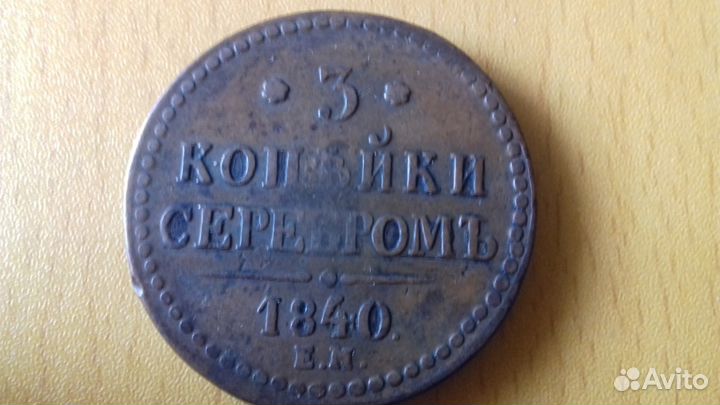 3
КОПѢЙКИ
СЕРЕБРОМЪ
1840.
Е.М.
Avito